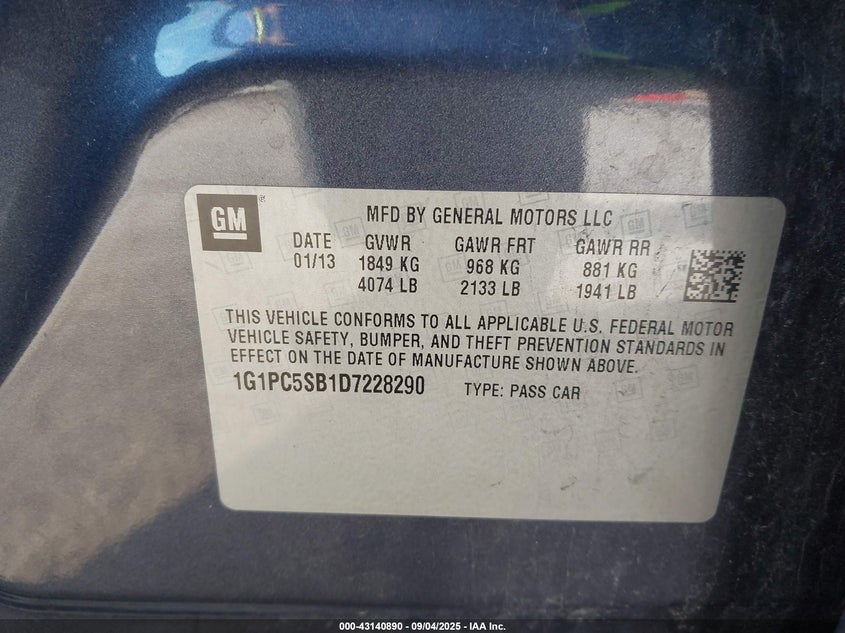 GM
MFD BY GENERAL MOTORS LLC
DATE GVWR GAWR FRT GAWR RR
01/13 1849 KG 968 KG 881 KG
4074 LB 2133 LB 1941 LB
THIS VEHICLE CONFORMS TO ALL APPLICABLE U.S. FEDERAL MOTOR
VEHICLE SAFETY, BUMPER, AND THEFT PREVENTION STANDARDS IN
EFFECT ON THE DATE OF MANUFACTURE SHOWN ABOVE.
1G1PC5SB1D7228290 TYPE: PASS CAR
000-43140890 - 09/04/2025 - IAA Inc.